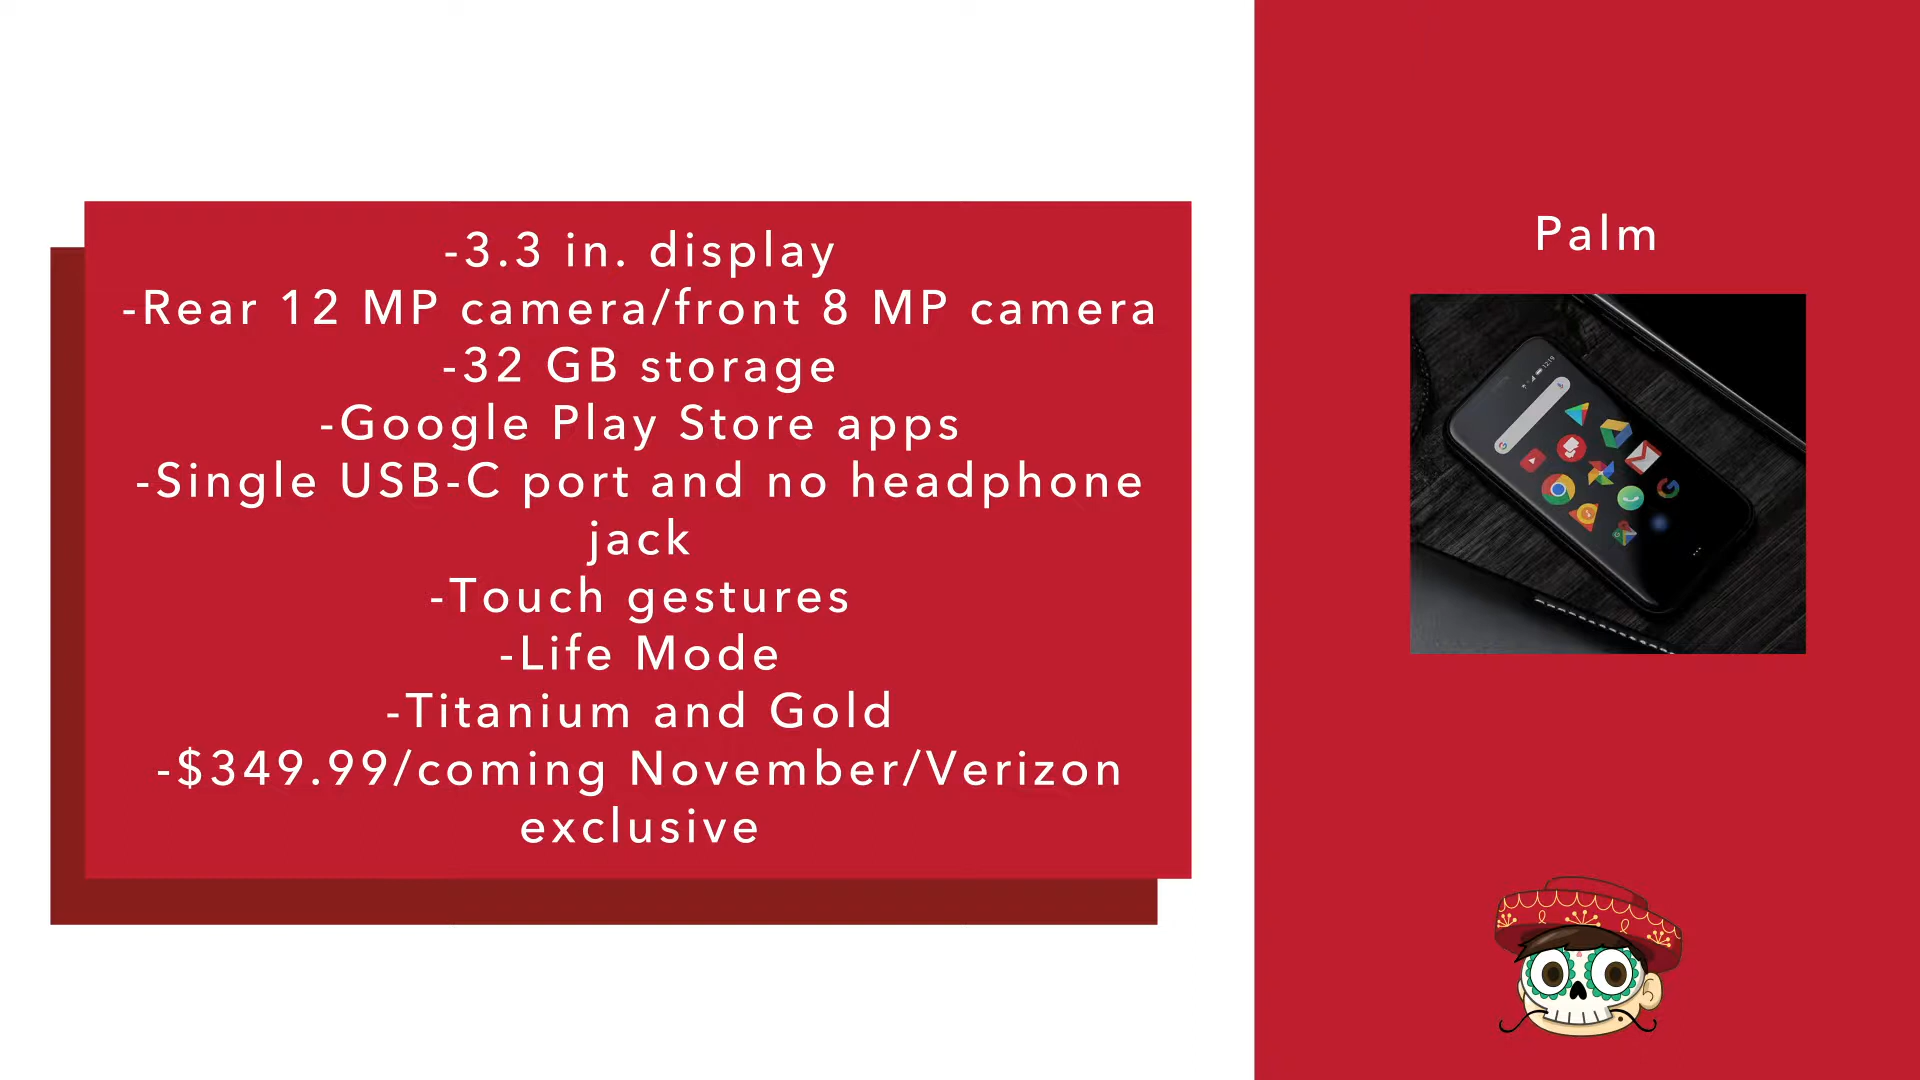 -3.3 in. display
-Rear 12 MP camera/front 8 MP camera
-32 GB storage
-Google Play Store apps
-Single USB-C port and no headphone
jack
-Touch gestures
-Life Mode
-Titanium and Gold
-$349.99/coming November/Verizon
exclusive
Palm
12:19